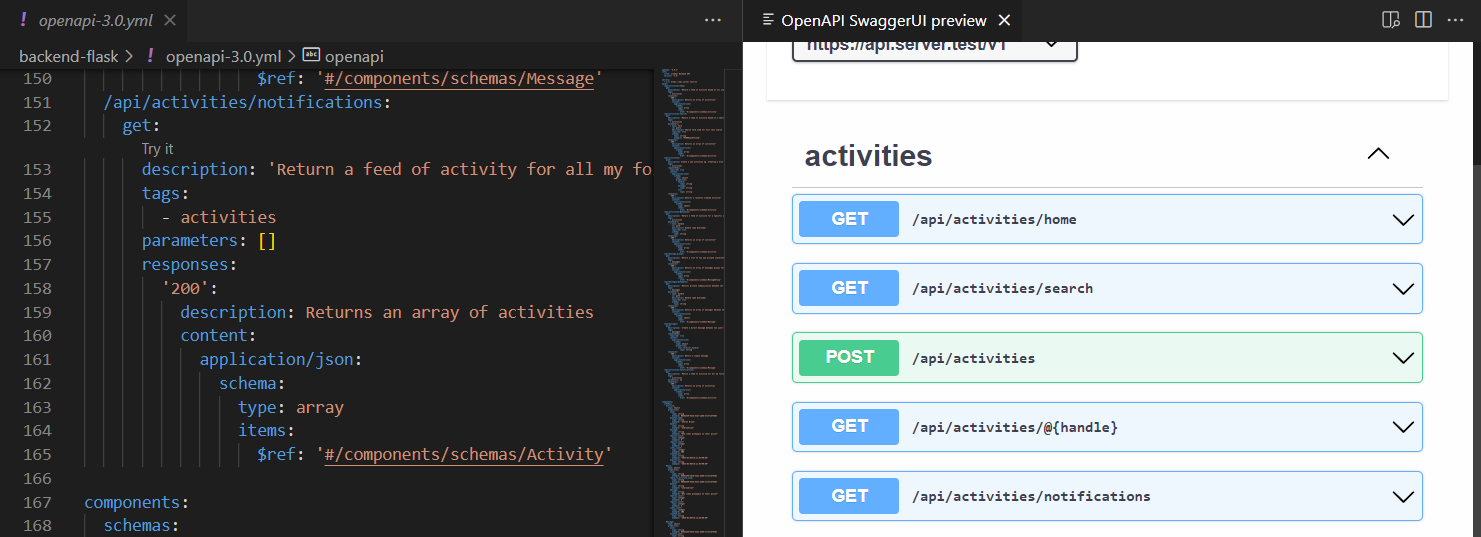 ! openapi-3.0.yml
backend-flask > ! openapi-3.0.yml > abc openapi
150 $ref: '#/components/schemas/Message'
151 /api/activities/notifications:
152 get:
Try it
153 description: 'Return a feed of activity for all my fo
154 tags:
155 - activities
156 parameters: []
157 responses:
158 '200':
159 description: Returns an array of activities
160 content:
161 application/json:
162 schema:
163 type: array
164 items:
165 $ref: '#/components/schemas/Activity'
166
167 components:
168 schemas:
OpenAPI SwaggerUI preview
https://api.server.test/v1
activities
GET /api/activities/home
GET /api/activities/search
POST /api/activities
GET /api/activities/@{handle}
GET /api/activities/notifications